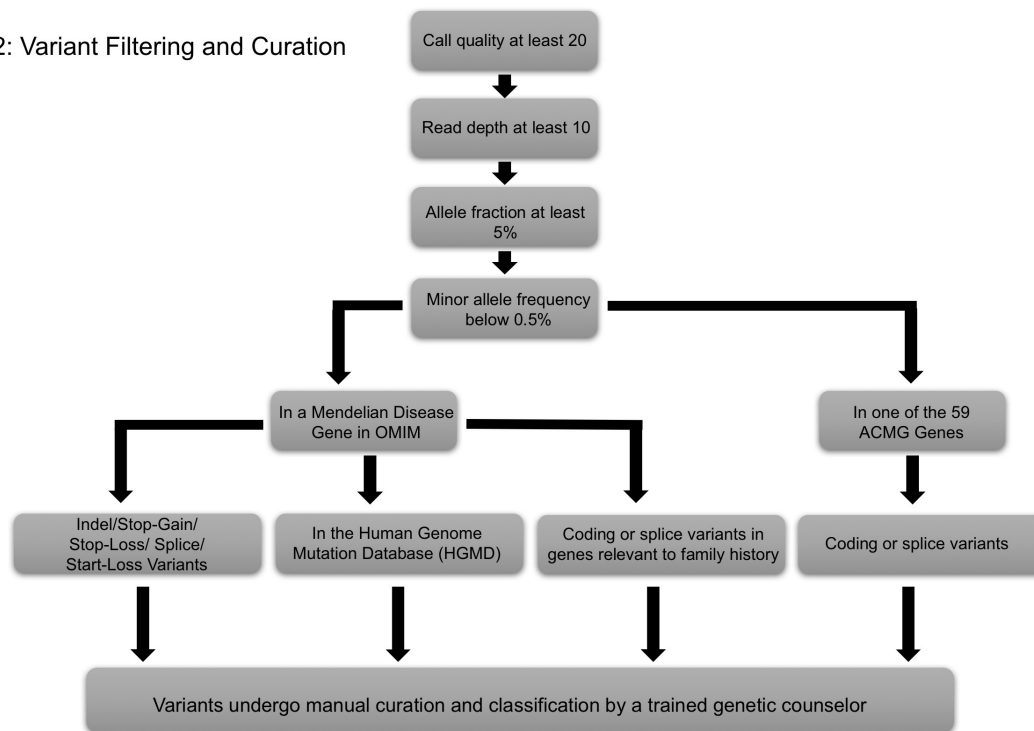 2: Variant Filtering and Curation
Call quality at least 20
Read depth at least 10
Allele fraction at least
5%
Minor allele frequency
below 0.5%
In a Mendelian Disease
Gene in OMIM
In one of the 59
ACMG Genes
Indel/Stop-Gain/
Stop-Loss/ Splice/
Start-Loss Variants
In the Human Genome
Mutation Database (HGMD)
Coding or splice variants in
genes relevant to family history
Coding or splice variants
Variants undergo manual curation and classification by a trained genetic counselor